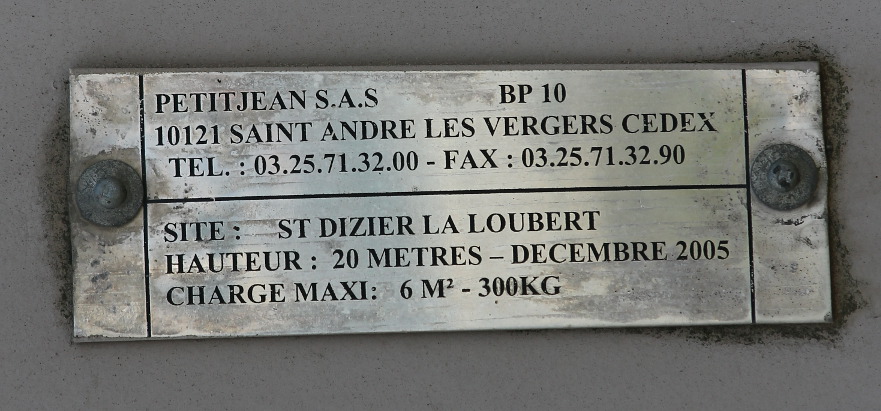 PETITJEAN S.A.S BP 10
10121 SAINT ANDRE LES VERGERS CEDEX
TEL. : 03.25.71.32.00 - FAX : 03.25.71.32.90
SITE : ST DIZIER LA LOUBERT
HAUTEUR : 20 METRES – DECEMBRE 2005
CHARGE MAXI: 6 M² - 300KG